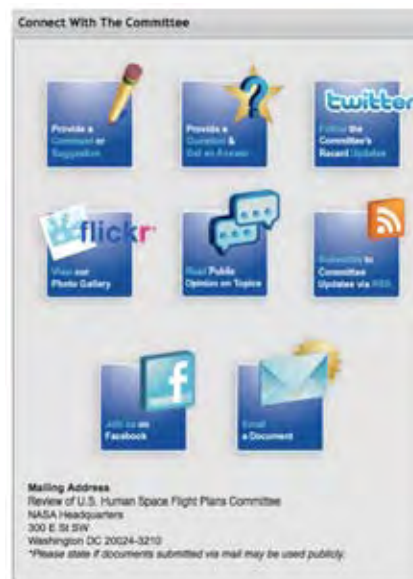 Connect With The Committee
Provide a
Comment or
Suggestion
Provide a
Question &
Get an Answer
twitter
Follow the
Committee's
Recent Updates
flickr
View our
Photo Gallery
Read Public
Opinion on Topics
Subscribe to
Committee
Updates via RSS
f
Join us on
Facebook
Email
a Document
Mailing Address
Review of U.S. Human Space Flight Plans Committee
NASA Headquarters
300 E St SW
Washington DC 20024-3210
*Please state if documents submitted via mail may be used publicly.